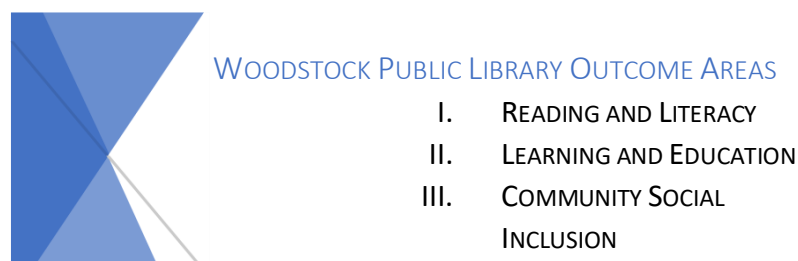 WOODSTOCK PUBLIC LIBRARY OUTCOME AREAS
I. READING AND LITERACY
II. LEARNING AND EDUCATION
III. COMMUNITY SOCIAL
INCLUSION